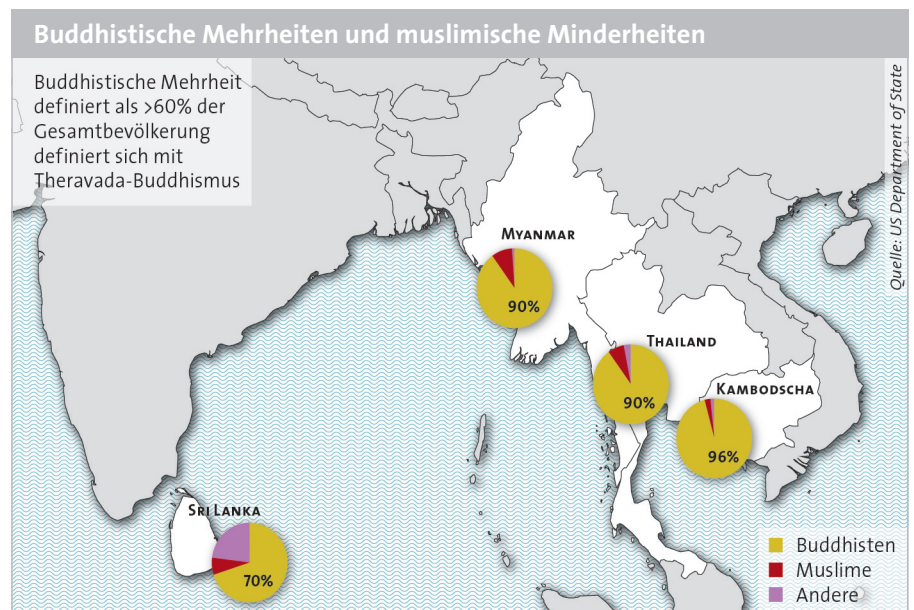 Buddhistische Mehrheiten und muslimische Minderheiten
Buddhistische Mehrheit
definiert als >60% der
Gesamtbevölkerung
definiert sich mit
Theravada-Buddhismus
Quelle: US Department of State
MYANMAR
90%
THAILAND
90%
KAMBODSCHA
96%
SRI LANKA
70%
Buddhisten
Muslime
Andere